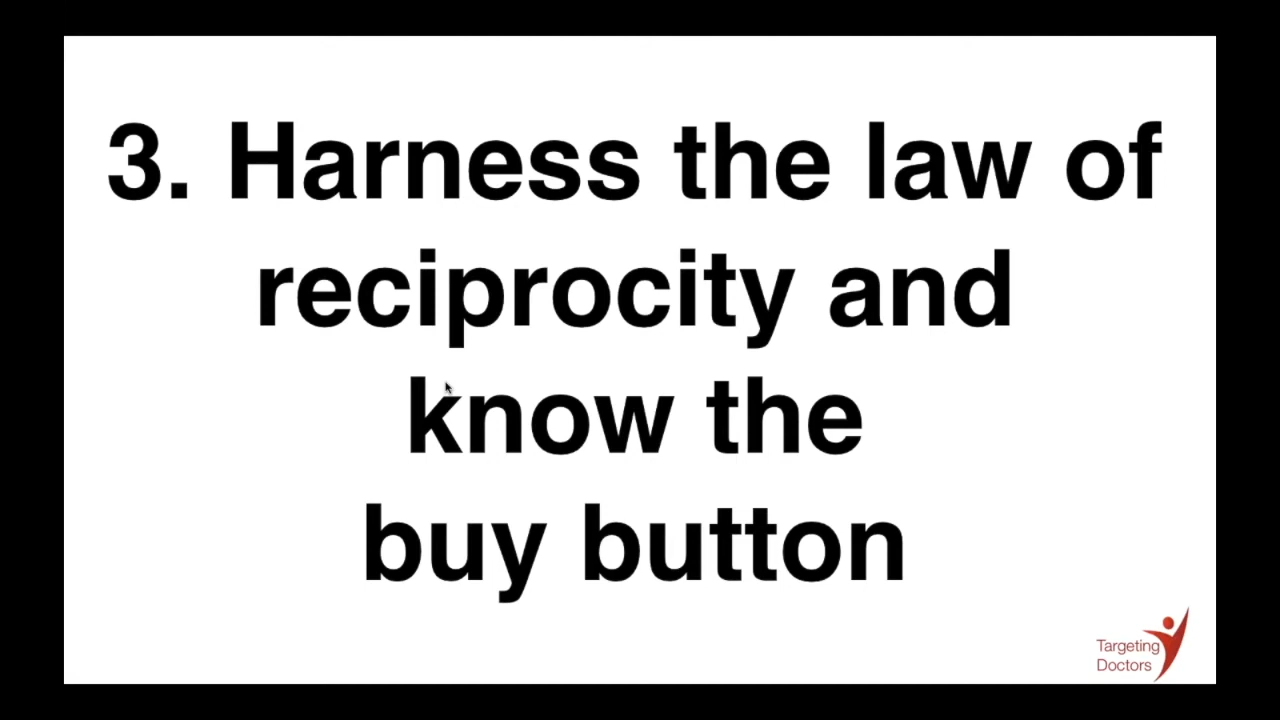 3. Harness the law of
reciprocity and
know the
buy button
Targeting
Doctors